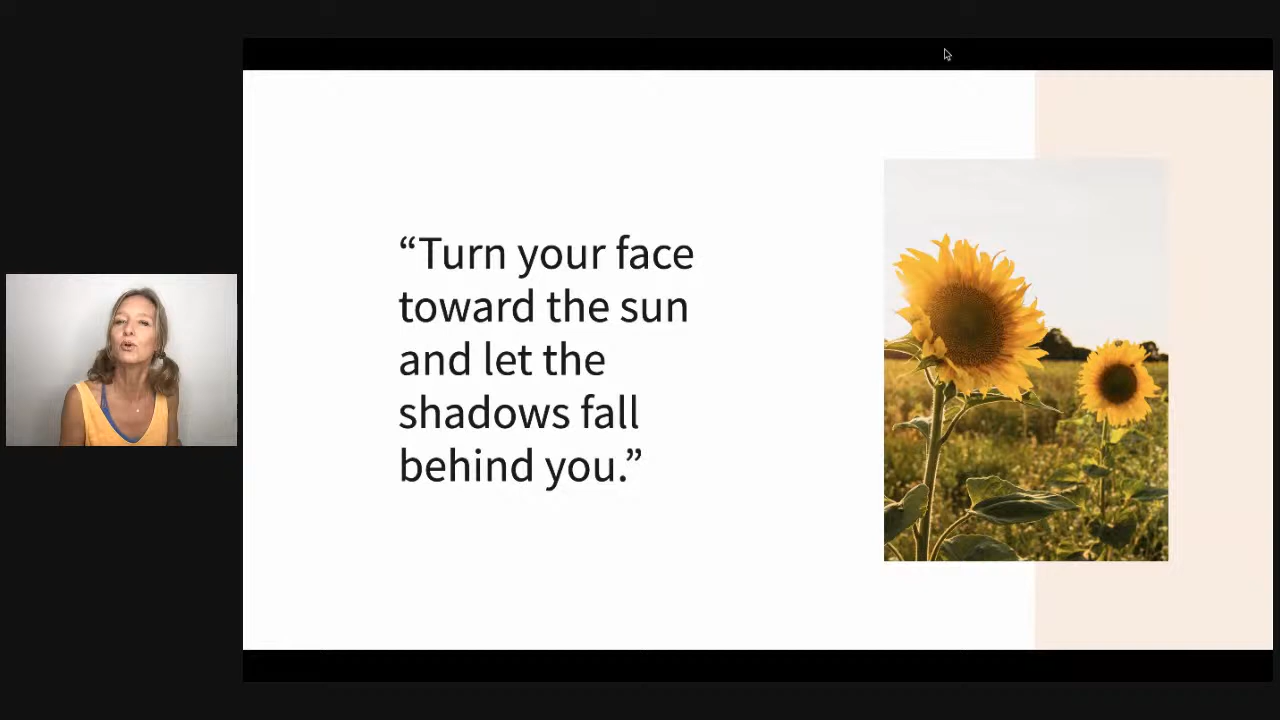 “Turn your face
toward the sun
and let the
shadows fall
behind you.”